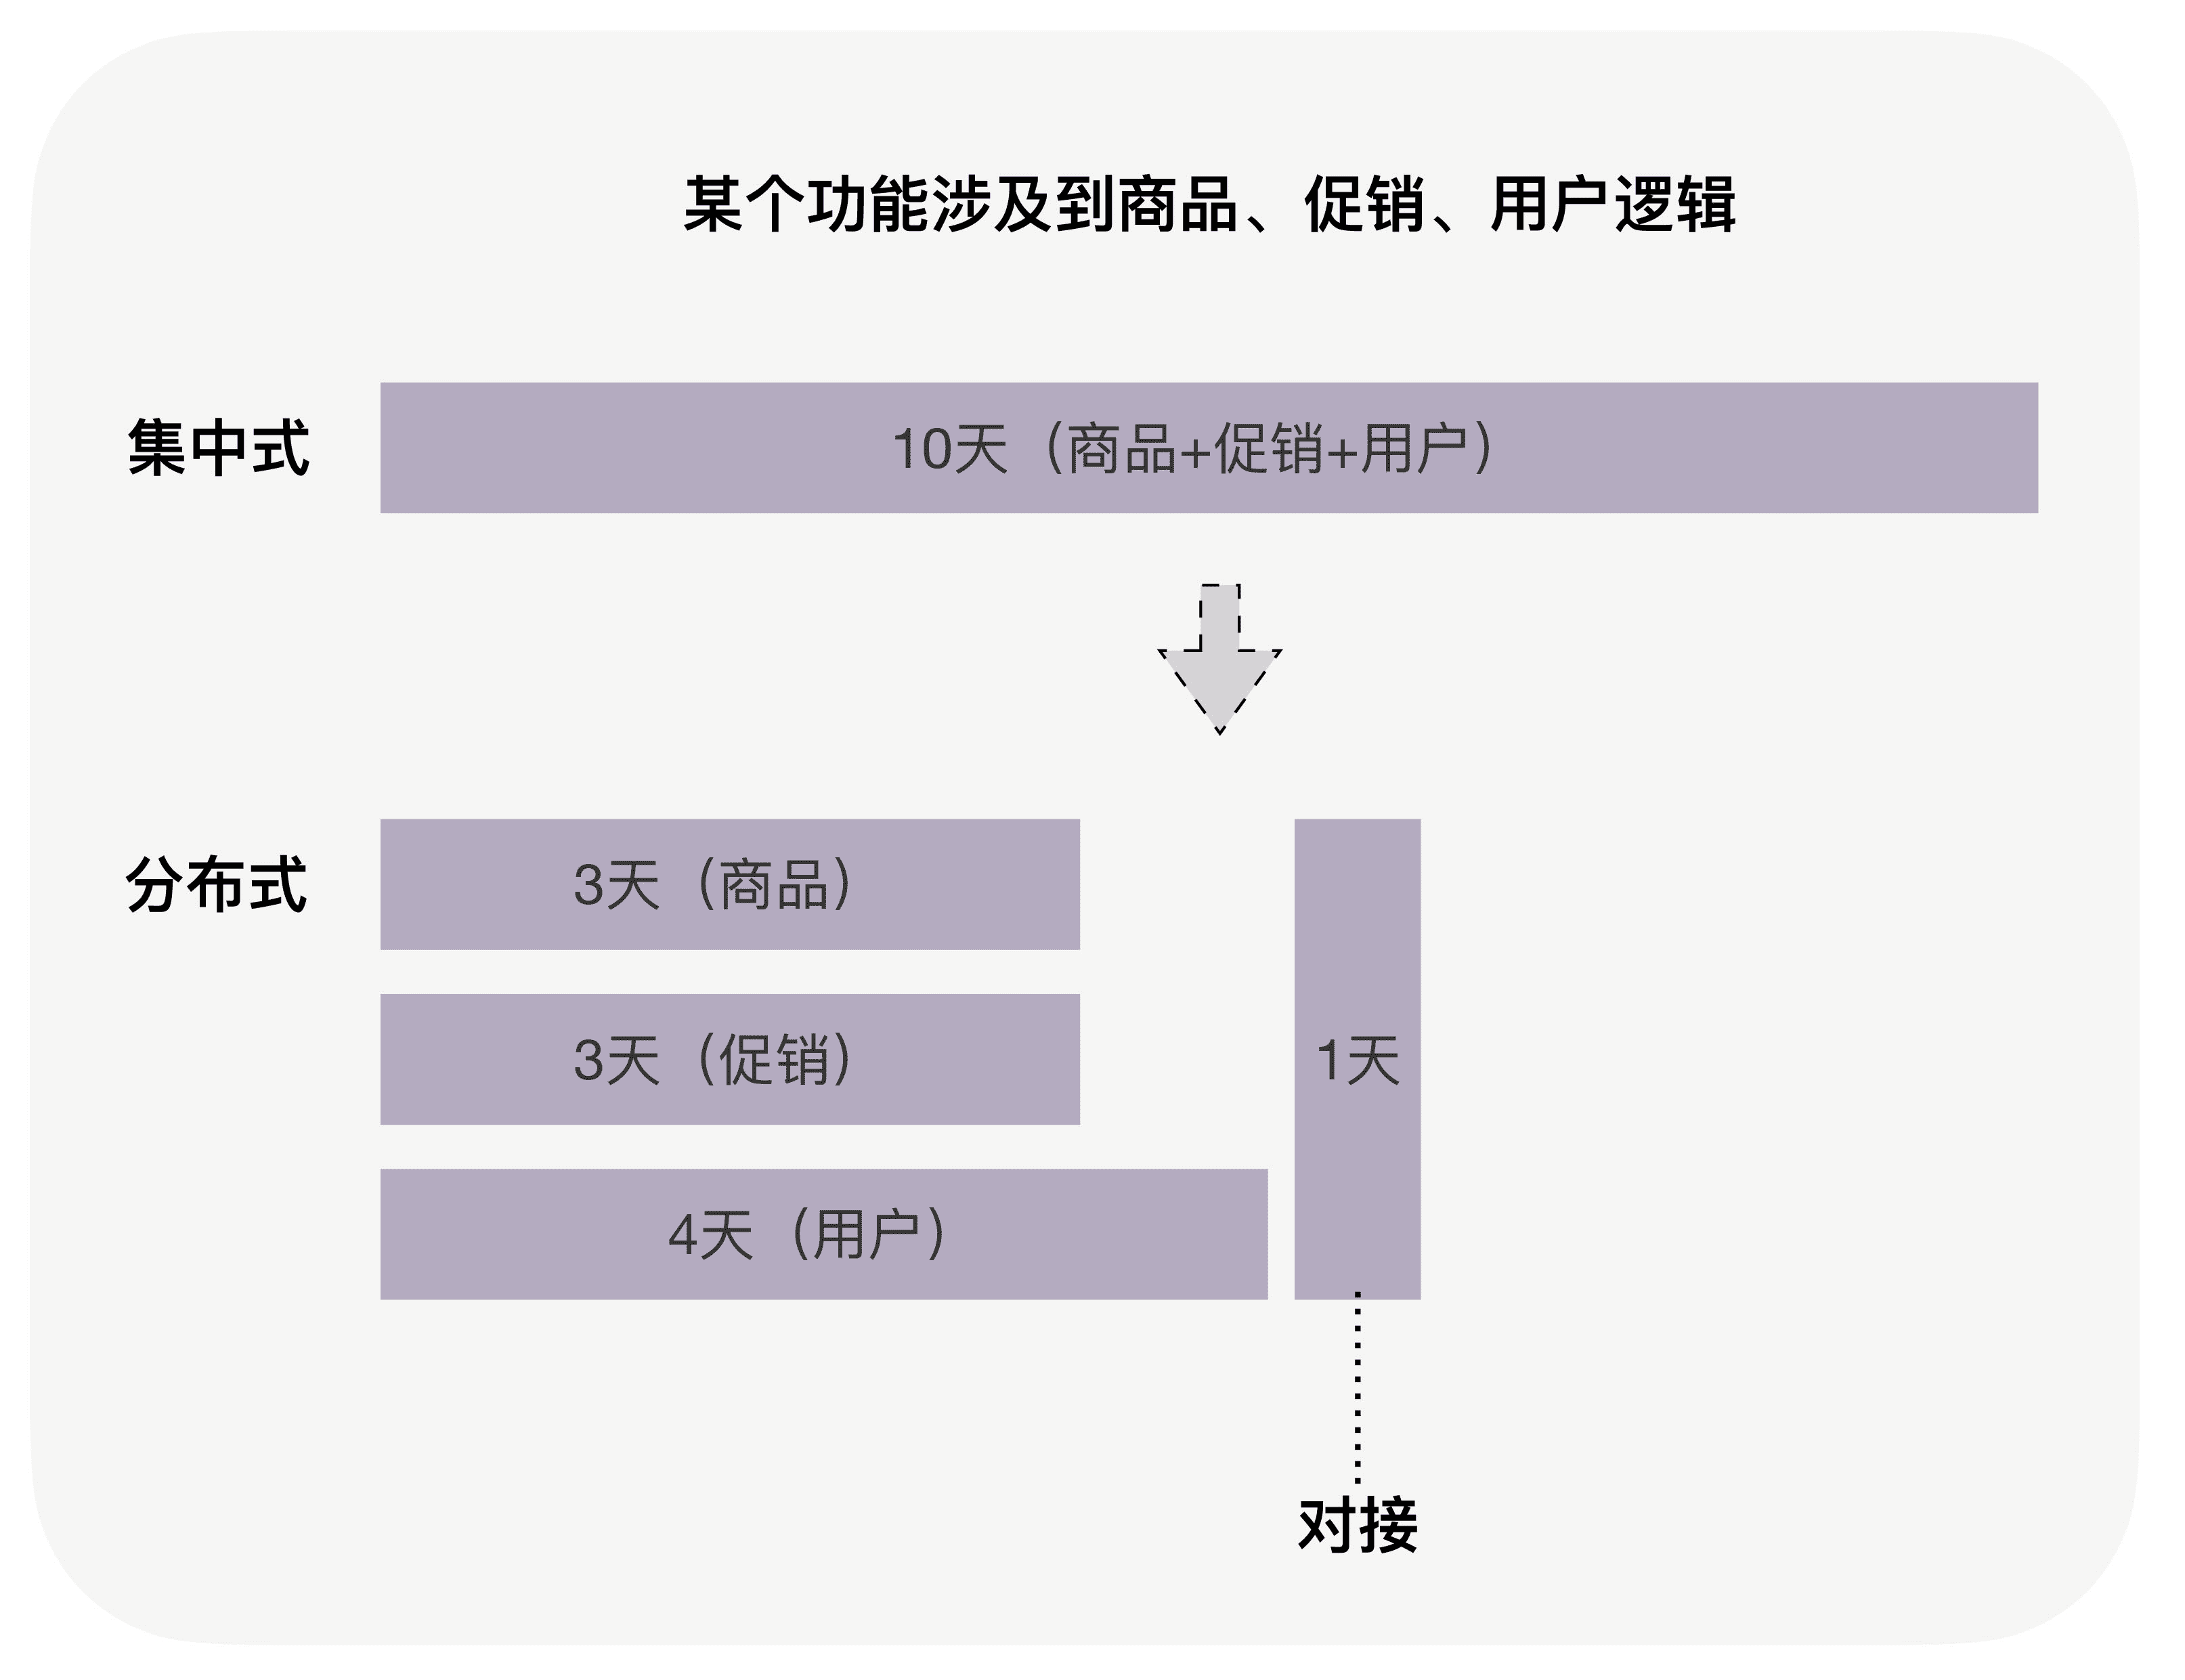 某个功能涉及到商品、促销、用户逻辑
集中式
10天（商品+促销+用户）
分布式
3天（商品）
3天（促销）
1天
4天（用户）
对接